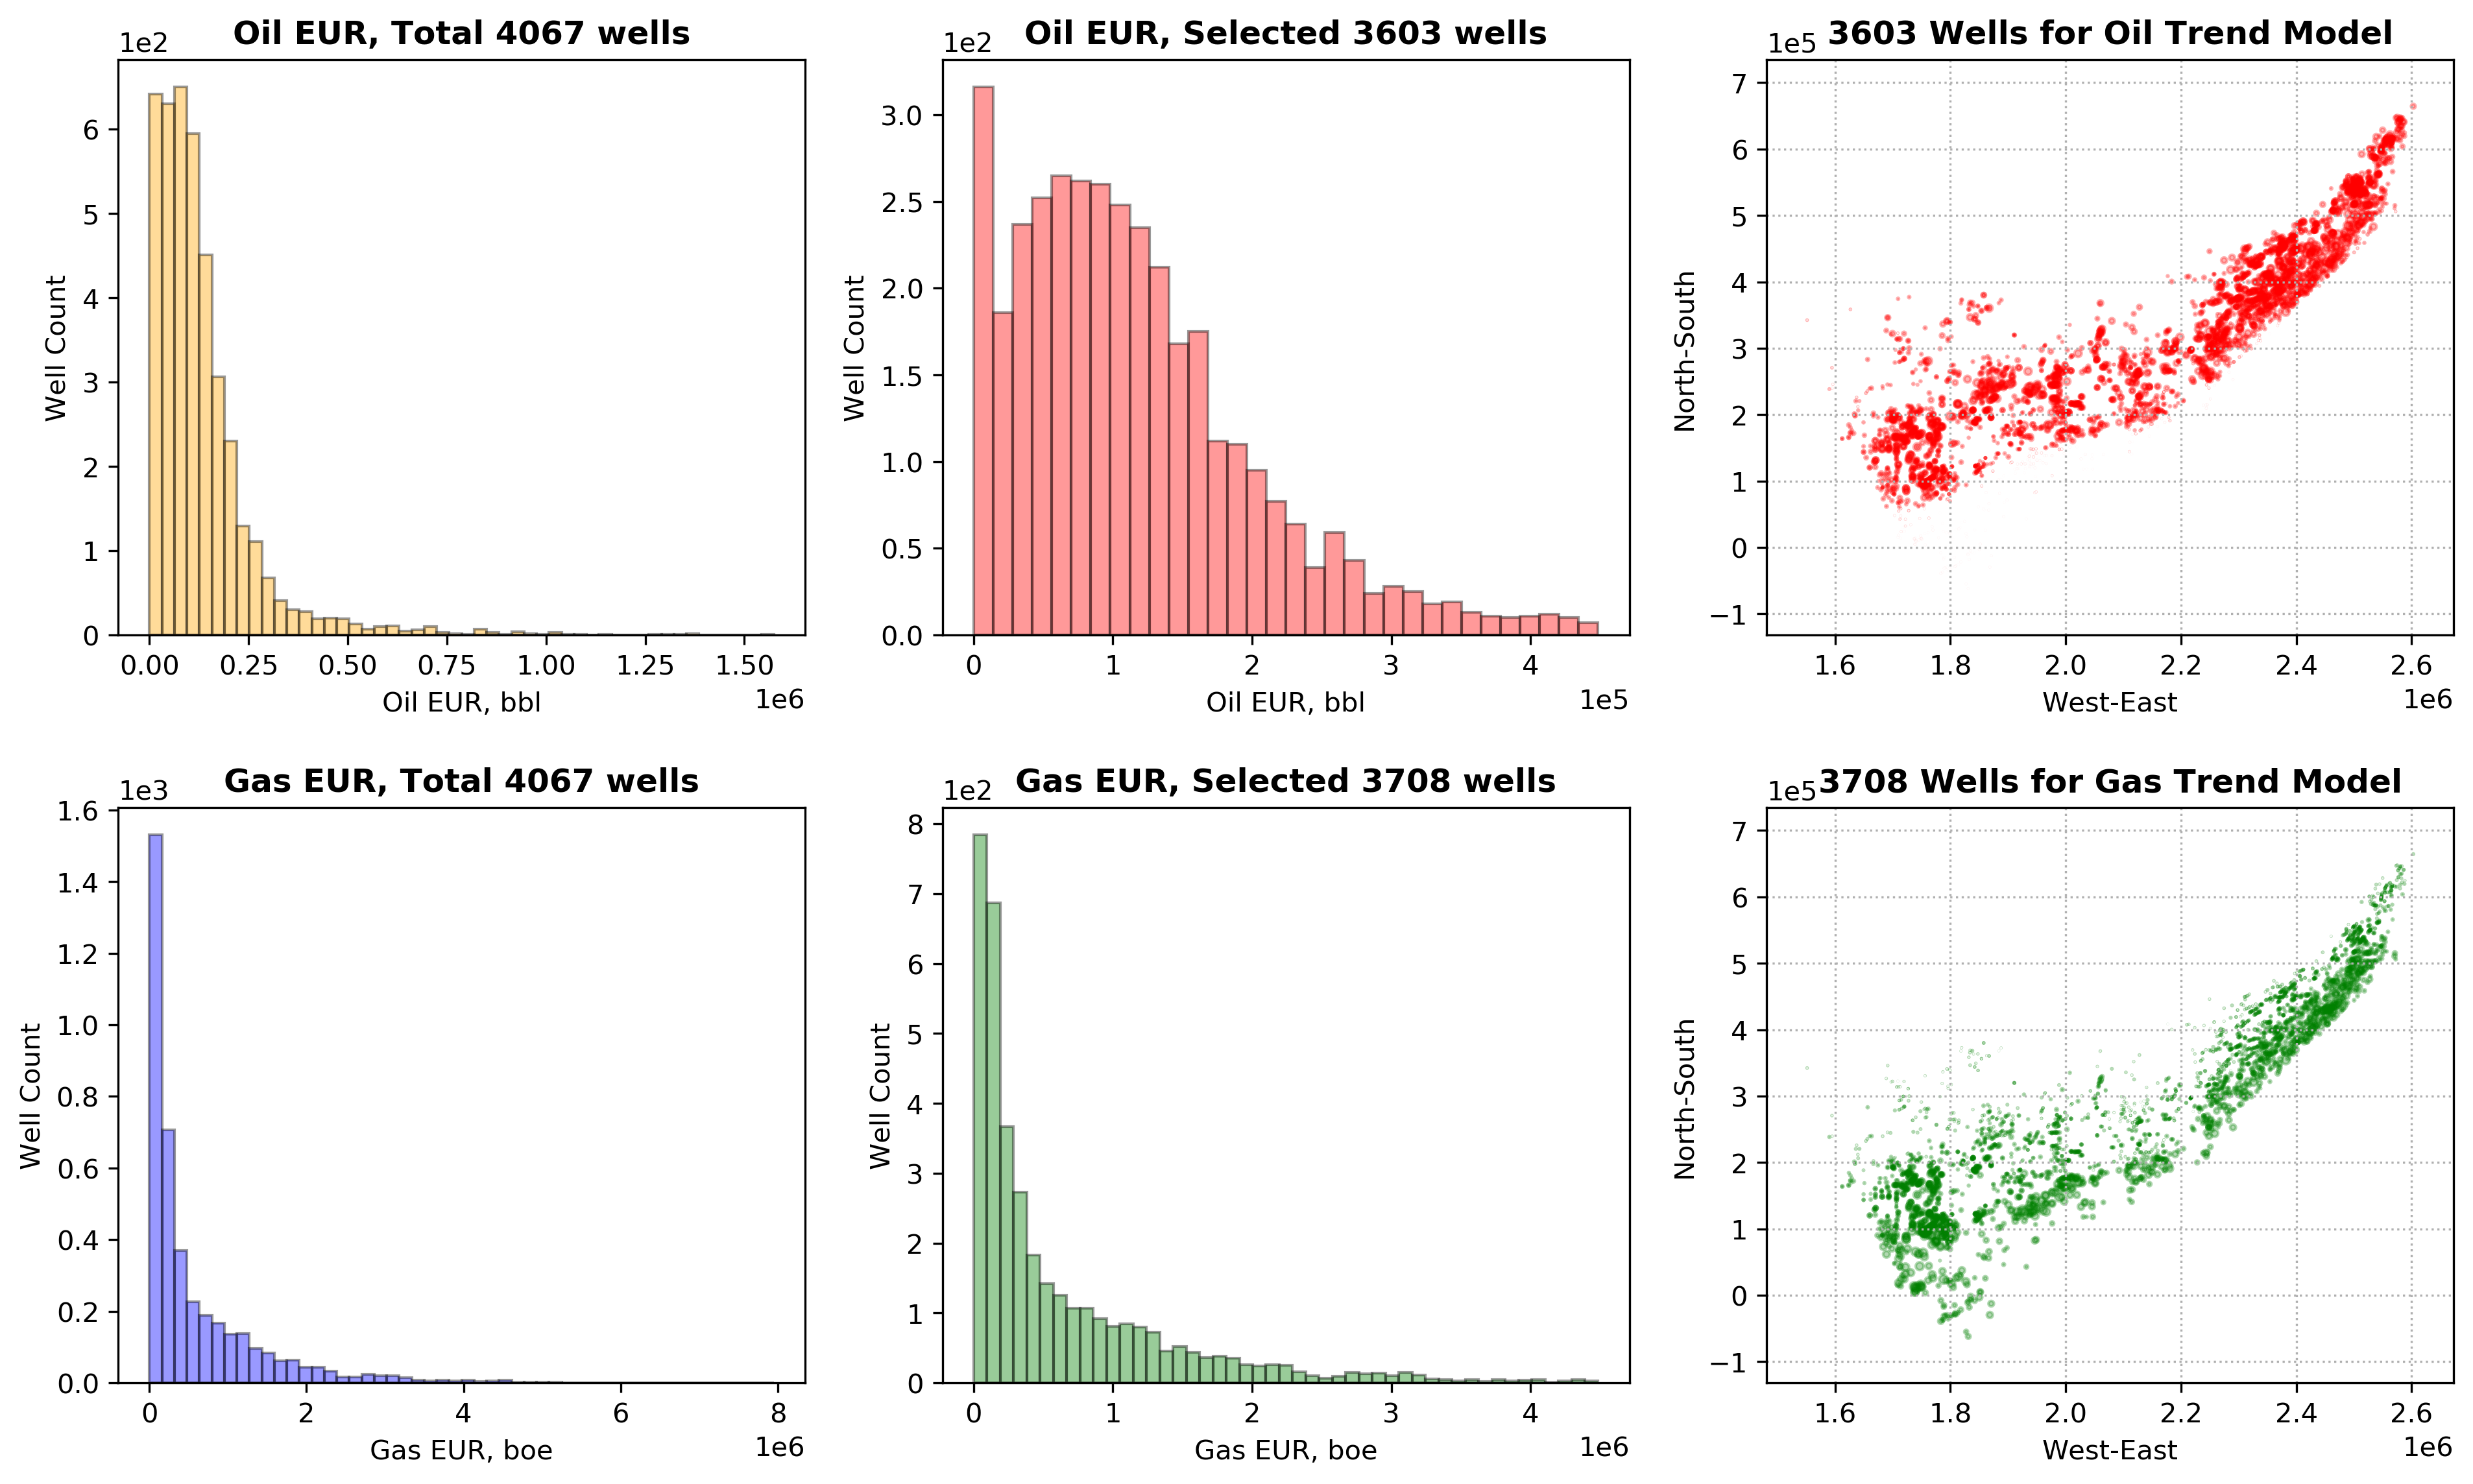 Oil EUR, Total 4067 wells
1e2
6
5
4
3
2
1
0
Well Count
0.00 0.25 0.50 0.75 1.00 1.25 1.50
1e6
Oil EUR, bbl
Oil EUR, Selected 3603 wells
1e2
3.0
2.5
2.0
1.5
1.0
0.5
0.0
Well Count
0 1 2 3 4
1e5
Oil EUR, bbl
3603 Wells for Oil Trend Model
1e5
7
6
5
4
3
2
1
0
−1
North-South
1.6 1.8 2.0 2.2 2.4 2.6
1e6
West-East
Gas EUR, Total 4067 wells
1e3
1.6
1.4
1.2
1.0
0.8
0.6
0.4
0.2
0.0
Well Count
0 2 4 6 8
1e6
Gas EUR, boe
Gas EUR, Selected 3708 wells
1e2
8
7
6
5
4
3
2
1
0
Well Count
0 1 2 3 4
1e6
Gas EUR, boe
3708 Wells for Gas Trend Model
1e5
7
6
5
4
3
2
1
0
−1
North-South
1.6 1.8 2.0 2.2 2.4 2.6
1e6
West-East